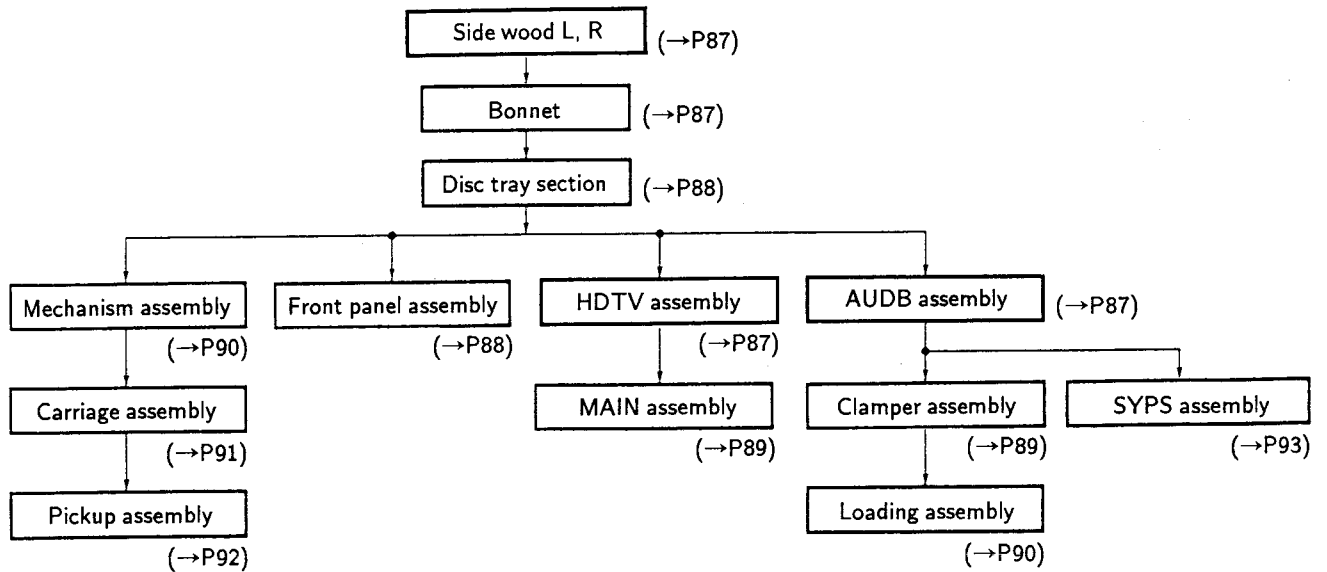 Side wood L, R
(→P87)
Bonnet
(→P87)
Disc tray section
(→P88)
Mechanism assembly
(→P90)
Front panel assembly
(→P88)
HDTV assembly
(→P87)
AUDB assembly
(→P87)
Carriage assembly
(→P91)
MAIN assembly
(→P89)
Clamper assembly
(→P89)
SYPS assembly
(→P93)
Pickup assembly
(→P92)
Loading assembly
(→P90)